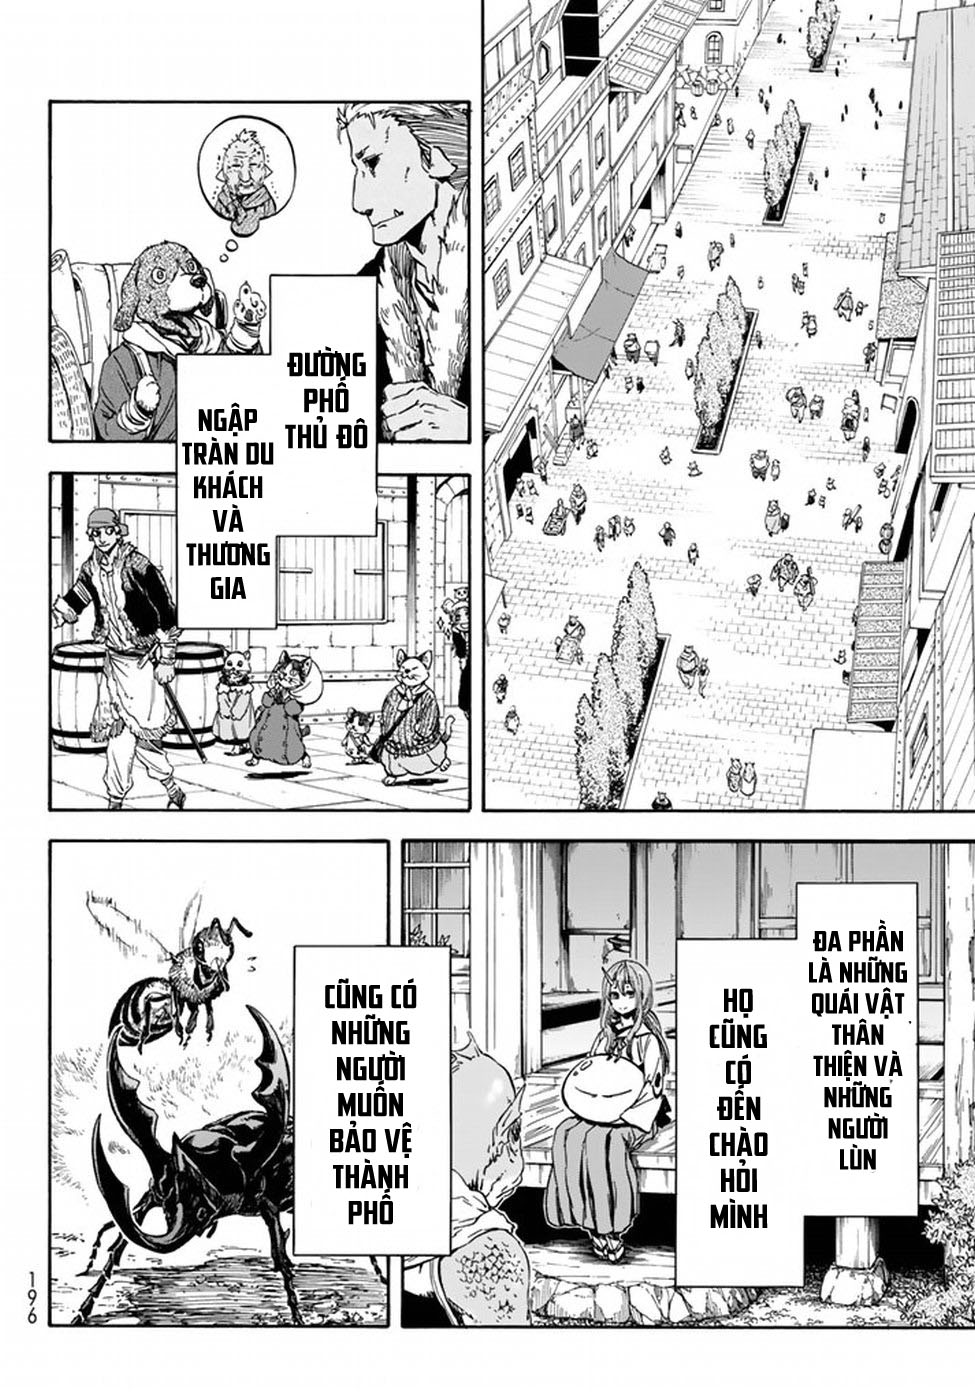 ĐƯỜNG
PHỐ
THỦ ĐÔ
NGẬP
TRÀN DU
KHÁCH
VÀ
THƯƠNG
GIA
ĐA PHẦN
LÀ NHỮNG
QUÁI VẬT
THÂN
THIỆN VÀ
NHỮNG
NGƯỜI
LÙN
HỌ
CŨNG
CÓ
ĐẾN
CHÀO
HỎI
MÌNH
CŨNG CÓ
NHỮNG
NGƯỜI
MUỐN
BẢO VỆ
THÀNH
PHỐ
196